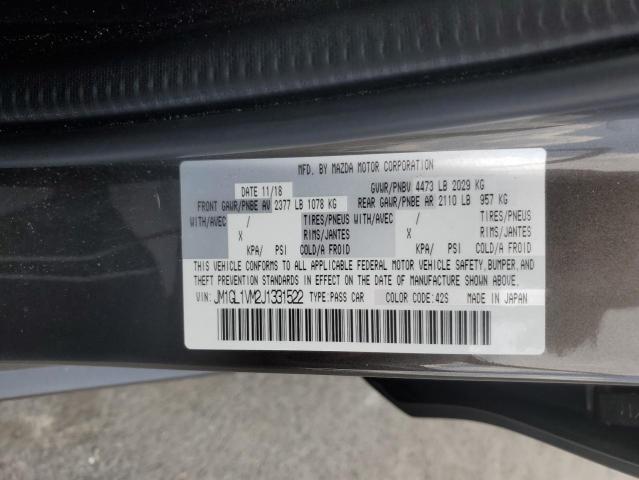 MFD. BY MAZDA MOTOR CORPORATION
DATE 11/18 GVWR/PNBV 4473 LB 2029 KG
FRONT GAWR/PNBE AV 2377 LB 1078 KG REAR GAWR/PNBE AR 2110 LB 957 KG
WITH/AVEC / TIRES/PNEUS WITH/AVEC / TIRES/PNEUS
X RIMS/JANTES X RIMS/JANTES
KPA/ PSI COLD/A FROID KPA/ PSI COLD/A FROID
THIS VEHICLE CONFORMS TO ALL APPLICABLE FEDERAL MOTOR VEHICLE SAFETY, BUMPER, AND
THEFT PREVENTION STANDARDS IN EFFECT ON THE DATE OF MANUFACTURE SHOWN ABOVE.
VIN: JM1GL1VM2J1331522 TYPE: PASS CAR COLOR CODE: 42S MADE IN JAPAN